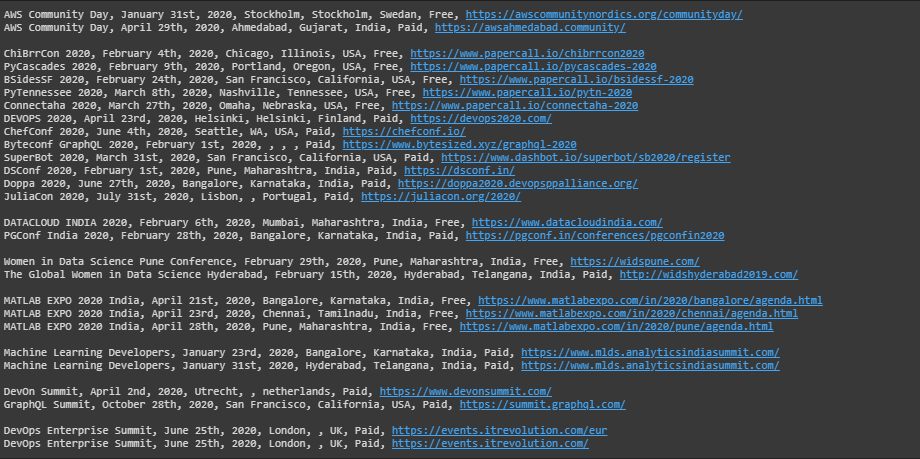 AWS Community Day, January 31st, 2020, Stockholm, Stockholm, Swedan, Free, https://awscommunitynordics.org/communityday/
AWS Community Day, April 29th, 2020, Ahmedabad, Gujarat, India, Paid, https://awsahmedabad.community/
ChiBrrCon 2020, February 4th, 2020, Chicago, Illinois, USA, Free, https://www.papercall.io/chibrrcon2020
PyCascades 2020, February 9th, 2020, Portland, Oregon, USA, Free, https://www.papercall.io/pycascades-2020
BSidesSF 2020, February 24th, 2020, San Francisco, California, USA, Free, https://www.papercall.io/bsidessf-2020
PyTennessee 2020, March 8th, 2020, Nashville, Tennessee, USA, Free, https://www.papercall.io/pytn-2020
Connectaha 2020, March 27th, 2020, Omaha, Nebraska, USA, Free, https://www.papercall.io/connectaha-2020
DEVOPS 2020, April 23rd, 2020, Helsinki, Helsinki, Finland, Paid, https://devops2020.com/
ChefConf 2020, June 4th, 2020, Seattle, WA, USA, Paid, https://chefconf.io/
Byteconf GraphQL 2020, February 1st, 2020, , , , Paid, https://www.bytesized.xyz/graphql-2020
SuperBot 2020, March 31st, 2020, San Francisco, California, USA, Paid, https://www.dashbot.io/superbot/sb2020/register
DSConf 2020, February 1st, 2020, Pune, Maharashtra, India, Paid, https://dsconf.in/
Doppa 2020, June 27th, 2020, Bangalore, Karnataka, India, Paid, https://doppa2020.devopsppalliance.org/
JuliaCon 2020, July 31st, 2020, Lisbon, , Portugal, Paid, https://juliacon.org/2020/
DATACLOUD INDIA 2020, February 6th, 2020, Mumbai, Maharashtra, India, Free, https://www.datacloudindia.com/
PGConf India 2020, February 28th, 2020, Bangalore, Karnataka, India, Paid, https://pgconf.in/conferences/pgconfin2020
Women in Data Science Pune Conference, February 29th, 2020, Pune, Maharashtra, India, Free, https://widspune.com/
The Global Women in Data Science Hyderabad, February 15th, 2020, Hyderabad, Telangana, India, Paid, http://widshyderabad2019.com/
MATLAB EXPO 2020 India, April 21st, 2020, Bangalore, Karnataka, India, Free, https://www.matlabexpo.com/in/2020/bangalore/agenda.html
MATLAB EXPO 2020 India, April 23rd, 2020, Chennai, Tamilnadu, India, Free, https://www.matlabexpo.com/in/2020/chennai/agenda.html
MATLAB EXPO 2020 India, April 28th, 2020, Pune, Maharashtra, India, Free, https://www.matlabexpo.com/in/2020/pune/agenda.html
Machine Learning Developers, January 23rd, 2020, Bangalore, Karnataka, India, Paid, https://www.mlds.analyticsindiasummit.com/
Machine Learning Developers, January 31st, 2020, Hyderabad, Telangana, India, Paid, https://www.mlds.analyticsindiasummit.com/
DevOn Summit, April 2nd, 2020, Utrecht, , netherlands, Paid, https://www.devonsummit.com/
GraphQL Summit, October 28th, 2020, San Francisco, California, USA, Paid, https://summit.graphql.com/
DevOps Enterprise Summit, June 25th, 2020, London, , UK, Paid, https://events.itrevolution.com/eur
DevOps Enterprise Summit, June 25th, 2020, London, , UK, Paid, https://events.itrevolution.com/